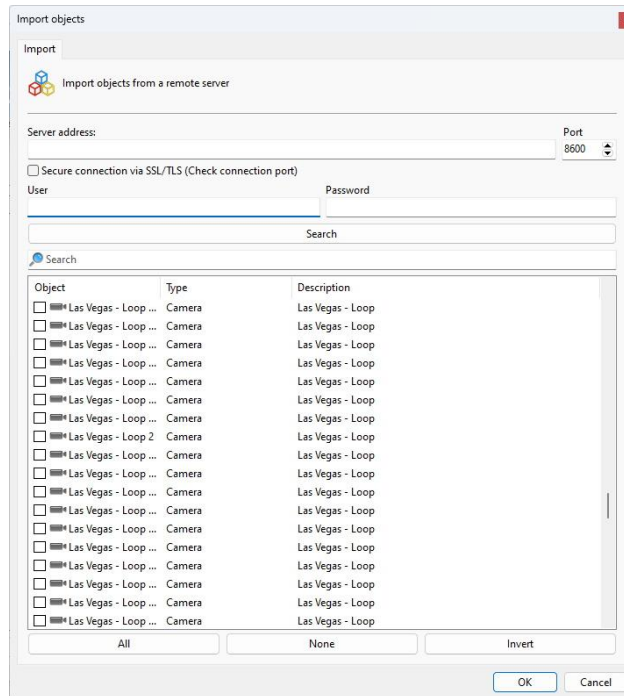 Import objects
Import
Import objects from a remote server
Server address:
Port
8600
Secure connection via SSL/TLS (Check connection port)
User
Password
Search
Search
Object Type Description
Las Vegas - Loop ... Camera Las Vegas - Loop
Las Vegas - Loop ... Camera Las Vegas - Loop
Las Vegas - Loop ... Camera Las Vegas - Loop
Las Vegas - Loop ... Camera Las Vegas - Loop
Las Vegas - Loop ... Camera Las Vegas - Loop
Las Vegas - Loop ... Camera Las Vegas - Loop
Las Vegas - Loop ... Camera Las Vegas - Loop
Las Vegas - Loop 2 Camera Las Vegas - Loop
Las Vegas - Loop ... Camera Las Vegas - Loop
Las Vegas - Loop ... Camera Las Vegas - Loop
Las Vegas - Loop ... Camera Las Vegas - Loop
Las Vegas - Loop ... Camera Las Vegas - Loop
Las Vegas - Loop ... Camera Las Vegas - Loop
Las Vegas - Loop ... Camera Las Vegas - Loop
Las Vegas - Loop ... Camera Las Vegas - Loop
Las Vegas - Loop ... Camera Las Vegas - Loop
Las Vegas - Loop ... Camera Las Vegas - Loop
Las Vegas - Loop ... Camera Las Vegas - Loop
All None Invert
OK Cancel